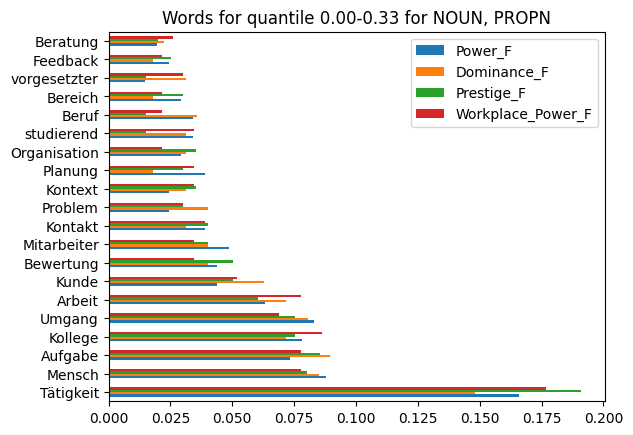 Words for quantile 0.00-0.33 for NOUN, PROPN
Power_F
Dominance_F
Prestige_F
Workplace_Power_F
Beratung
Feedback
vorgesetzter
Bereich
Beruf
studierend
Organisation
Planung
Kontext
Problem
Kontakt
Mitarbeiter
Bewertung
Kunde
Arbeit
Umgang
Kollege
Aufgabe
Mensch
Tätigkeit
0.000 0.025 0.050 0.075 0.100 0.125 0.150 0.175 0.200